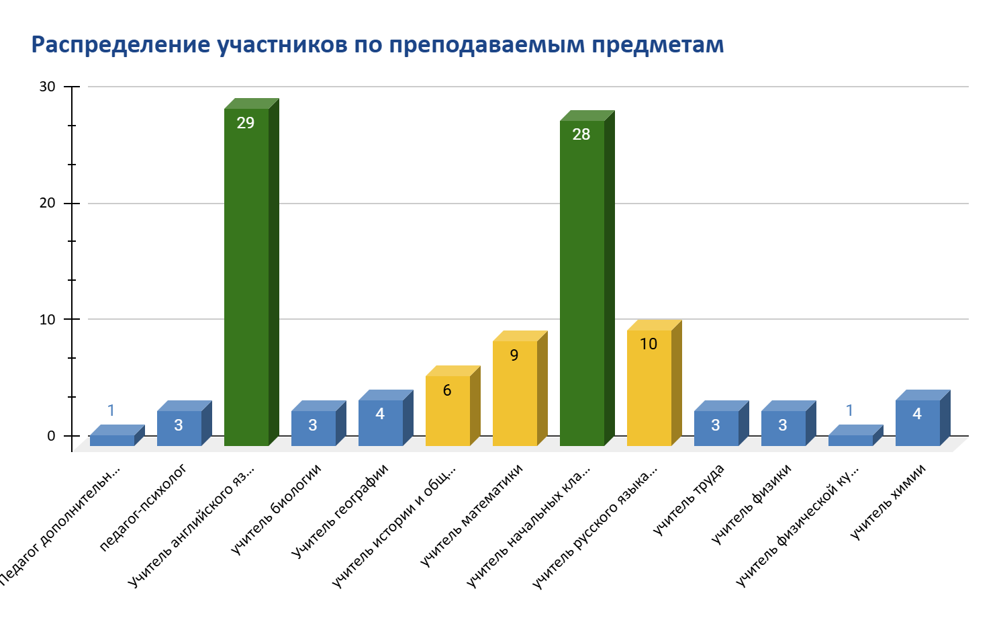 Распределение участников по преподаваемым предметам
30
20
10
0
1
3
29
3
4
6
9
28
10
3
3
1
4
Педагог дополнительн...
педагог-психолог
Учитель английского яз...
учитель биологии
Учитель географии
учитель истории и общ...
учитель математики
учитель начальных кла...
учитель русского языка...
учитель труда
учитель физики
учитель физической ку...
учитель химии